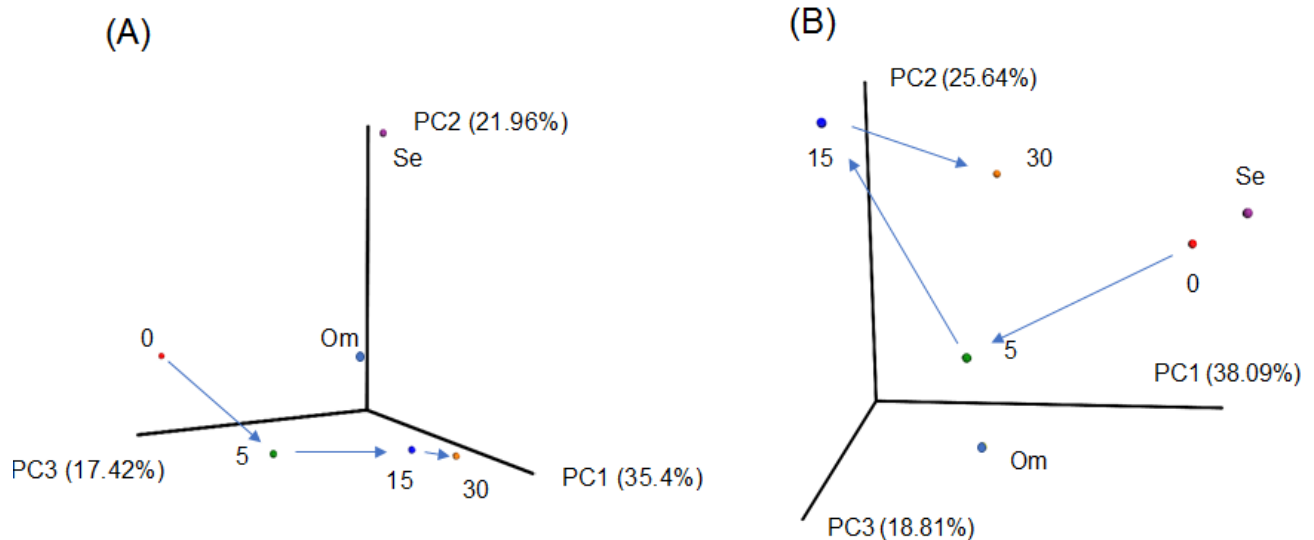 (A)
PC2 (21.96%)
Se
0
Om
5
15
30
PC3 (17.42%)
PC1 (35.4%)
(B)
PC2 (25.64%)
15
30
Se
0
5
PC1 (38.09%)
Om
PC3 (18.81%)